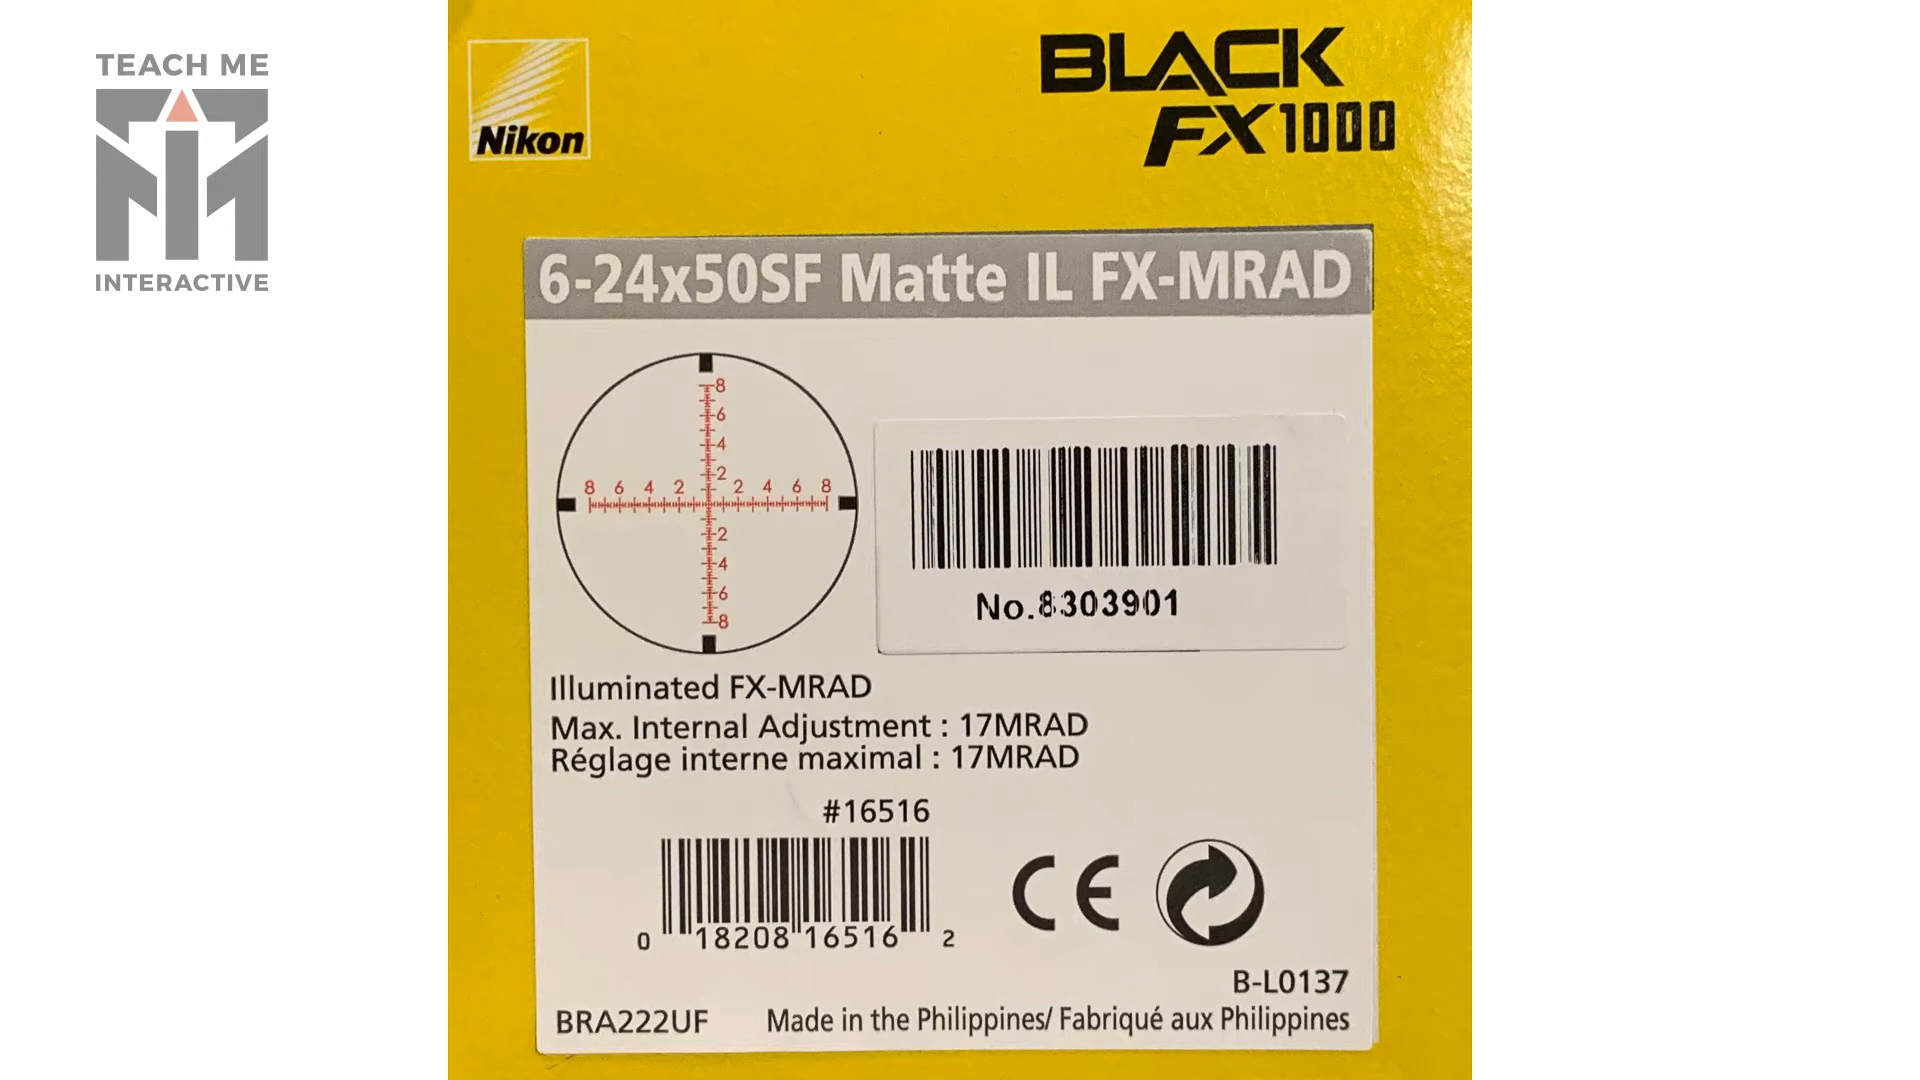 TEACH ME
INTERACTIVE
Nikon
BLACK
FX1000
6-24x50SF Matte IL FX-MRAD
8
6
4
2
8 6 4 2 2 4 6 8
2
4
6
8
No.8303901
Illuminated FX-MRAD
Max. Internal Adjustment : 17MRAD
Réglage interne maximal : 17MRAD
#16516
0 18208 16516 2
CE
B-L0137
BRA222UF Made in the Philippines/ Fabriqué aux Philippines